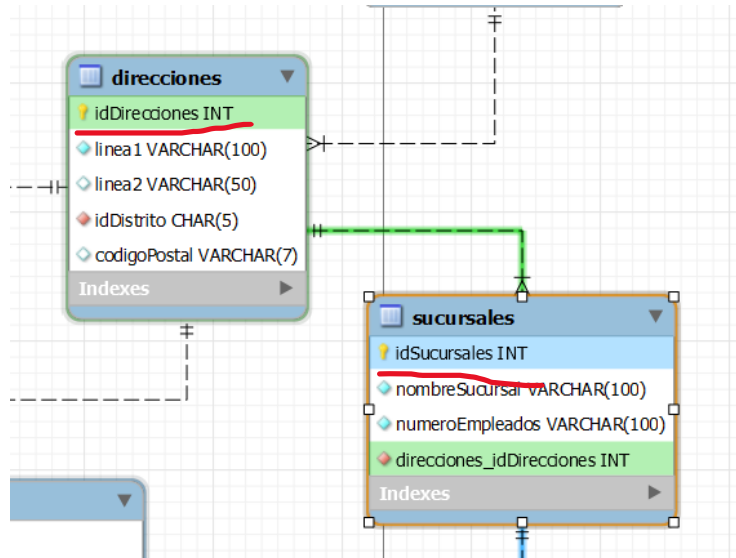 direcciones
idDirecciones INT
linea1 VARCHAR(100)
linea2 VARCHAR(50)
idDistrito CHAR(5)
codigoPostal VARCHAR(7)
Indexes
sucursales
idSucursales INT
nombreSucursal VARCHAR(100)
numeroEmpleados VARCHAR(100)
direcciones_idDirecciones INT
Indexes